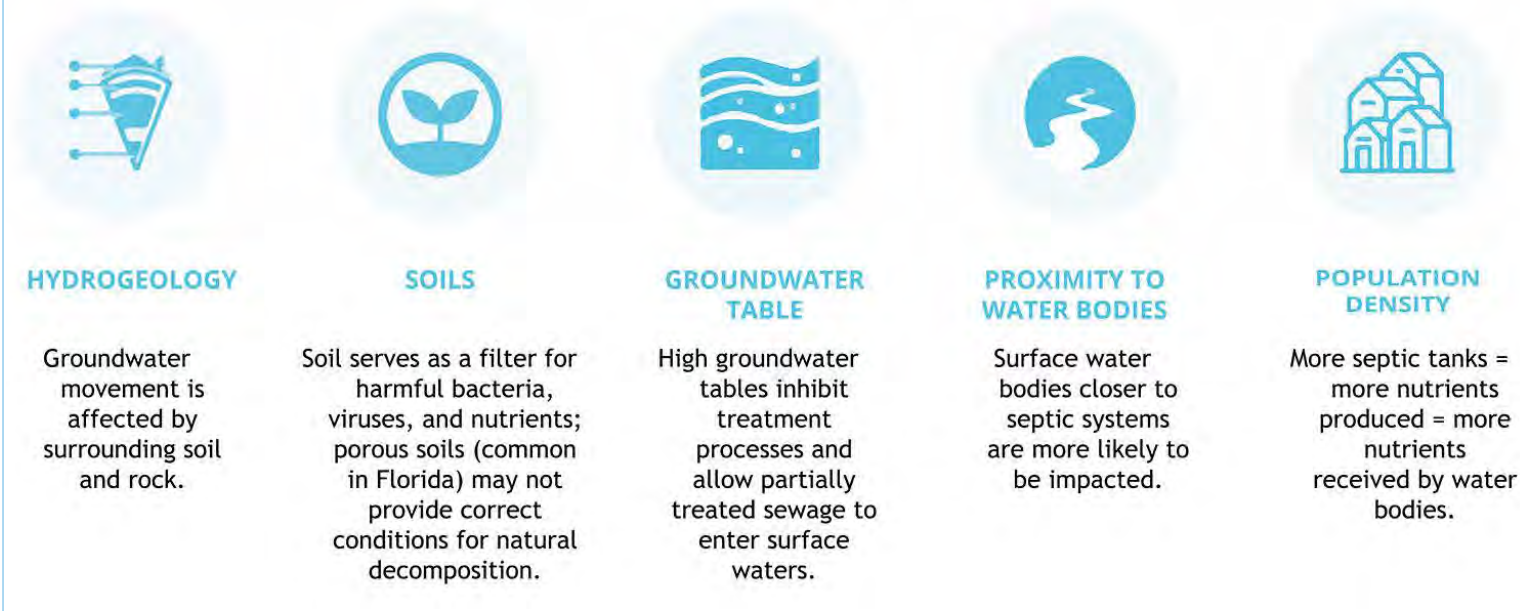 HYDROGEOLOGY
Groundwater
movement is
affected by
surrounding soil
and rock.
SOILS
Soil serves as a filter for
harmful bacteria,
viruses, and nutrients;
porous soils (common
in Florida) may not
provide correct
conditions for natural
decomposition.
GROUNDWATER
TABLE
High groundwater
tables inhibit
treatment
processes and
allow partially
treated sewage to
enter surface
waters.
PROXIMITY TO
WATER BODIES
Surface water
bodies closer to
septic systems
are more likely to
be impacted.
POPULATION
DENSITY
More septic tanks =
more nutrients
produced = more
nutrients
received by water
bodies.